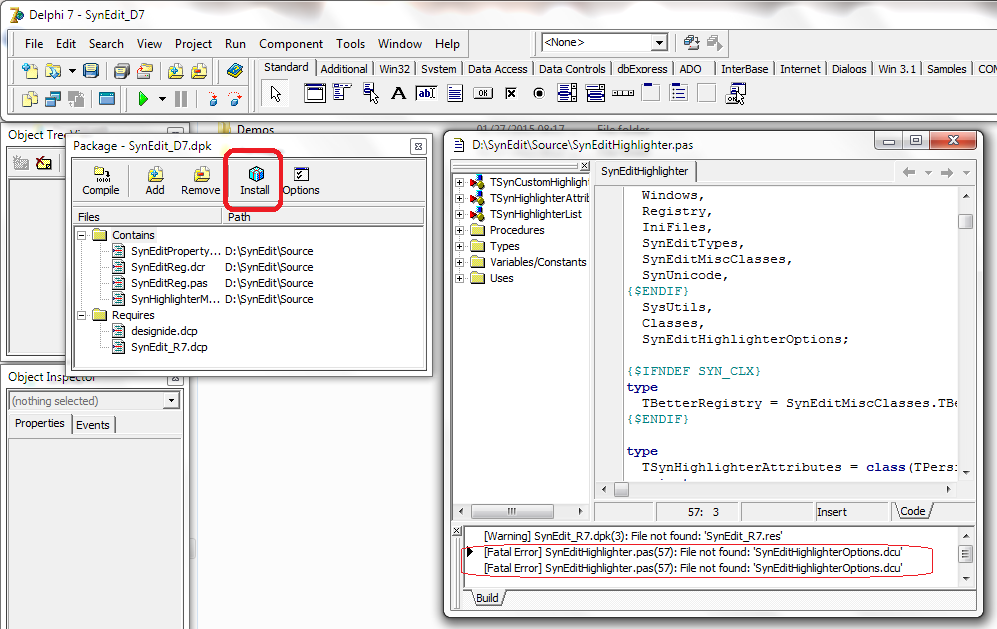 Delphi 7 - SynEdit_D7
File Edit Search View Project Run Component Tools Window Help
<None>
Standard Additional Win32 System Data Access Data Controls dbExpress ADO InterBase Internet Dialogs Win 3.1 Samples COM
A ab OK
Object Tree View
Demos 01/27/2015 08:17 File folder
Package - SynEdit_D7.dpk
Compile Add Remove Install Options
Files Path
Contains
SynEditProperty... D:\SynEdit\Source
SynEditReg.dcr D:\SynEdit\Source
SynEditReg.pas D:\SynEdit\Source
SynHighlighterM... D:\SynEdit\Source
Requires
designide.dcp
SynEdit_R7.dcp
Object Inspector
(nothing selected)
Properties Events
D:\SynEdit\Source\SynEditHighlighter.pas
TSynCustomHighlight
TSynHighlighterAttrib
TSynHighlighterList
Procedures
Types
Variables/Constants
Uses
SynEditHighlighter
Windows,
Registry,
IniFiles,
SynEditTypes,
SynEditMiscClasses,
SynUnicode,
{$ENDIF}
SysUtils,
Classes,
SynEditHighlighterOptions;
{$IFNDEF SYN_CLX}
type
TBetterRegistry = SynEditMiscClasses.TBe
{$ENDIF}
type
TSynHighlighterAttributes = class(TPersi
57: 3 Insert Code
[Warning] SynEdit_R7.dpk(3): File not found: 'SynEdit_R7.res'
[Fatal Error] SynEditHighlighter.pas(57): File not found: 'SynEditHighlighterOptions.dcu'
[Fatal Error] SynEditHighlighter.pas(57): File not found: 'SynEditHighlighterOptions.dcu'
Build